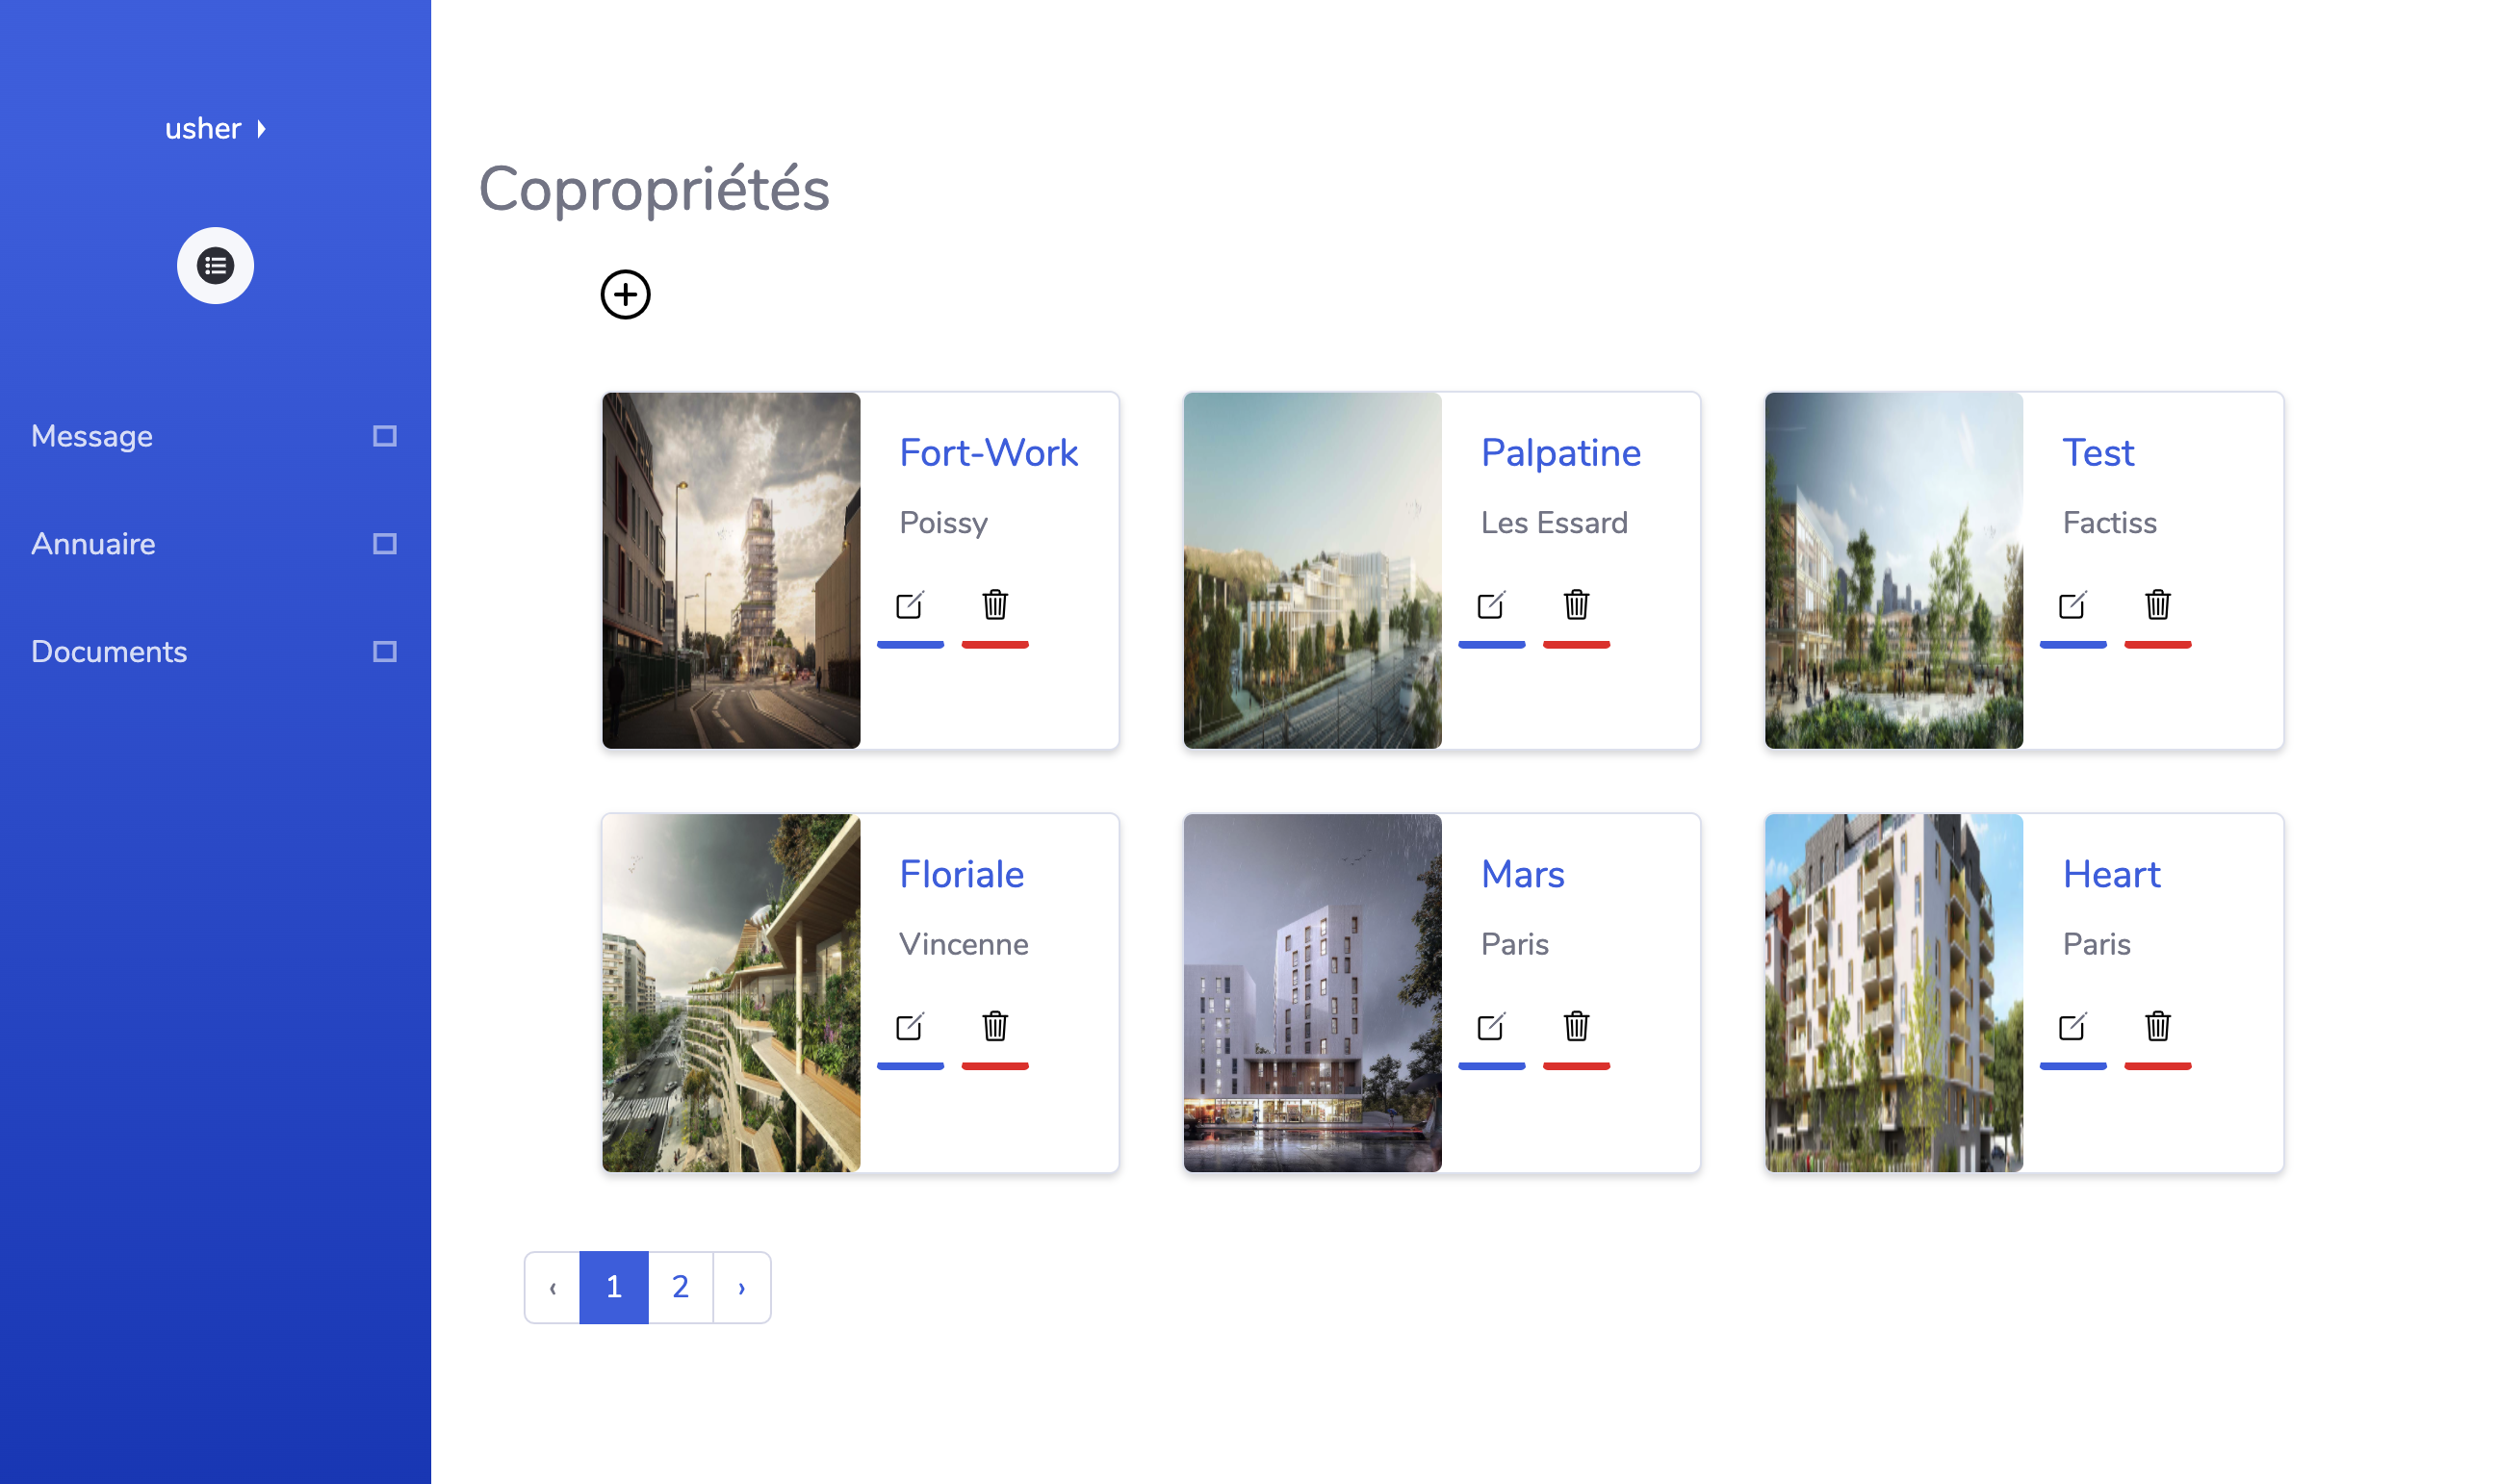 usher
Message
Annuaire
Documents
Copropriétés
Fort-Work
Poissy
Palpatine
Les Essard
Test
Factiss
Floriale
Vincenne
Mars
Paris
Heart
Paris
‹ 1 2 ›